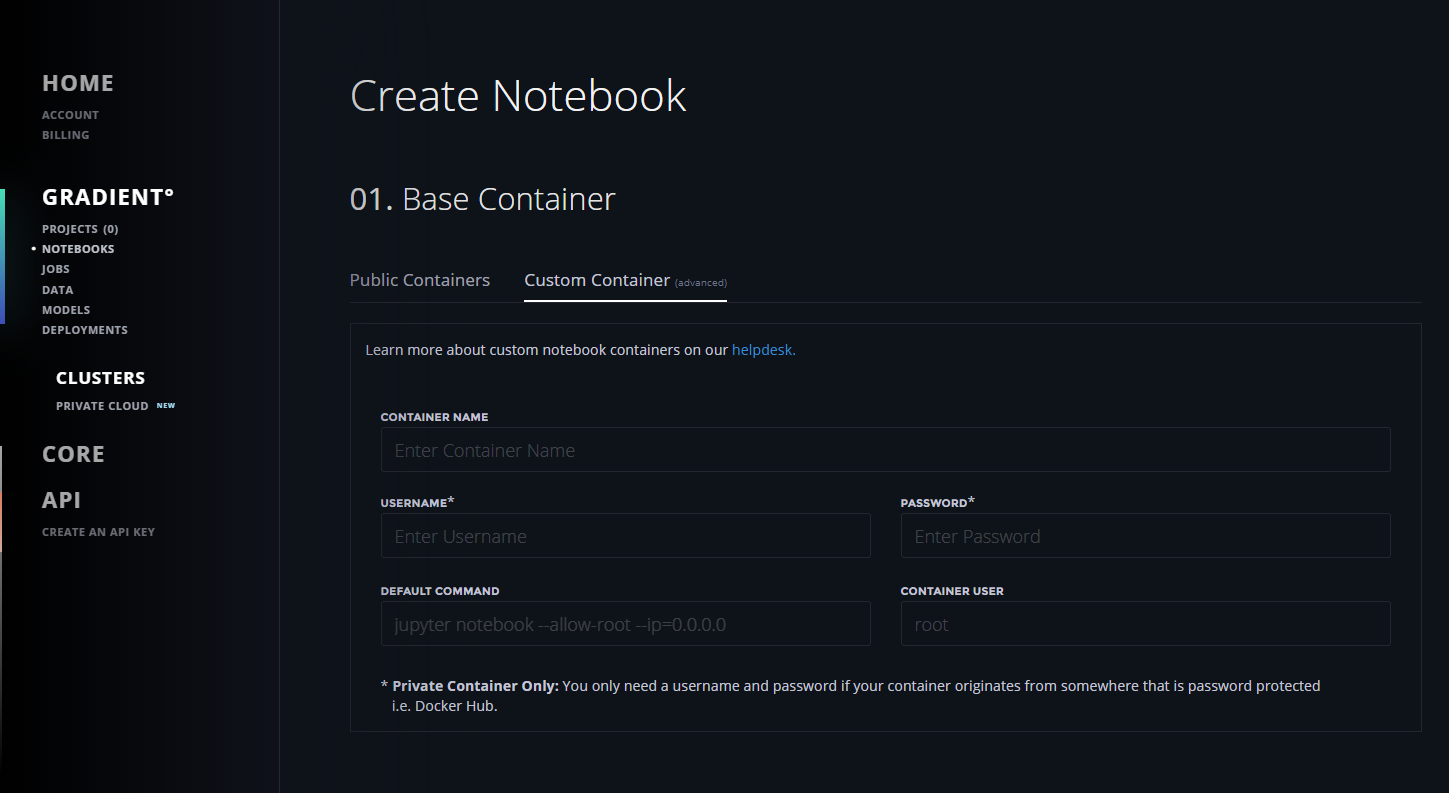 HOME
ACCOUNT
BILLING
GRADIENT°
PROJECTS (0)
• NOTEBOOKS
JOBS
DATA
MODELS
DEPLOYMENTS
CLUSTERS
PRIVATE CLOUD NEW
CORE
API
CREATE AN API KEY
Create Notebook
01. Base Container
Public Containers Custom Container (advanced)
Learn more about custom notebook containers on our helpdesk.
CONTAINER NAME
Enter Container Name
USERNAME* PASSWORD*
Enter Username Enter Password
DEFAULT COMMAND CONTAINER USER
jupyter notebook --allow-root --ip=0.0.0.0 root
* Private Container Only: You only need a username and password if your container originates from somewhere that is password protected
i.e. Docker Hub.